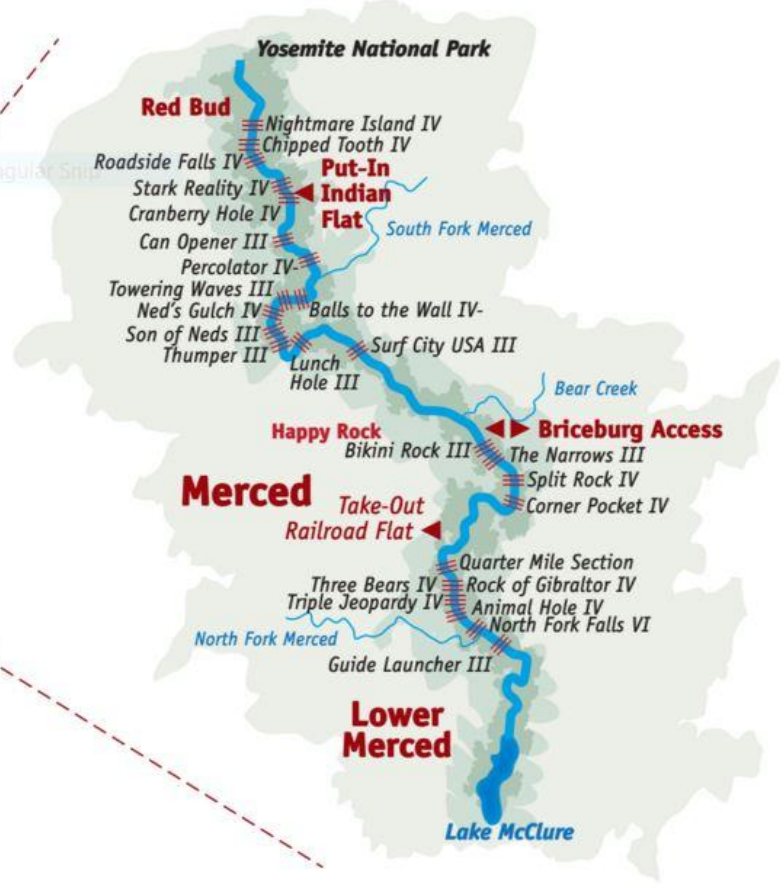 Yosemite National Park
Red Bud
Nightmare Island IV
Chipped Tooth IV
Roadside Falls IV
Put-In
Indian
Flat
Stark Reality IV
Cranberry Hole IV
South Fork Merced
Can Opener III
Percolator IV-
Towering Waves III
Ned's Gulch IV
Balls to the Wall IV-
Son of Neds III
Thumper III
Surf City USA III
Lunch
Hole III
Bear Creek
Happy Rock
Briceburg Access
Bikini Rock III
The Narrows III
Split Rock IV
Merced
Corner Pocket IV
Take-Out
Railroad Flat
Quarter Mile Section
Three Bears IV
Rock of Gibraltor IV
Triple Jeopardy IV
Animal Hole IV
North Fork Falls VI
North Fork Merced
Guide Launcher III
Lower
Merced
Lake McClure